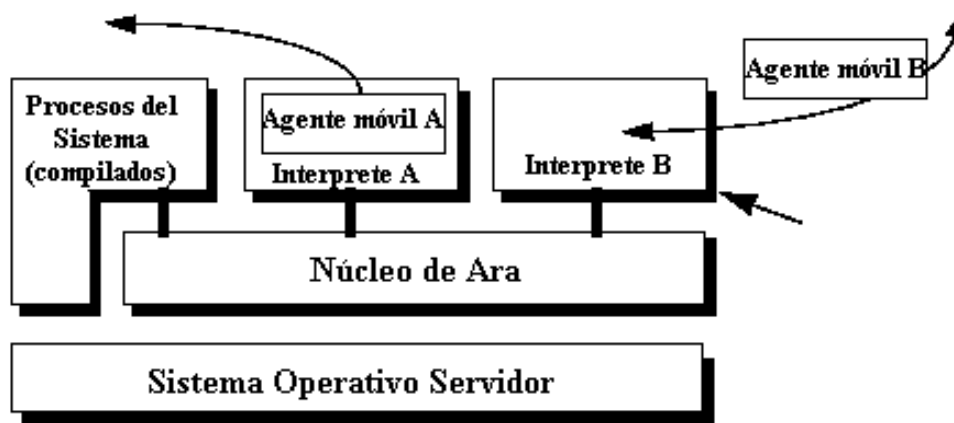 Agente móvil B
Procesos del
Sistema
(compilados)
Agente móvil A
Interprete A
Interprete B
Núcleo de Ara
Sistema Operativo Servidor